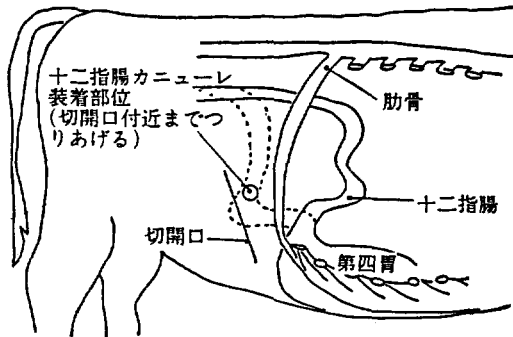 十二指腸カニューレ
装着部位
(切開口付近までつ
りあげる)
肋骨
十二指腸
切開口
第四胃